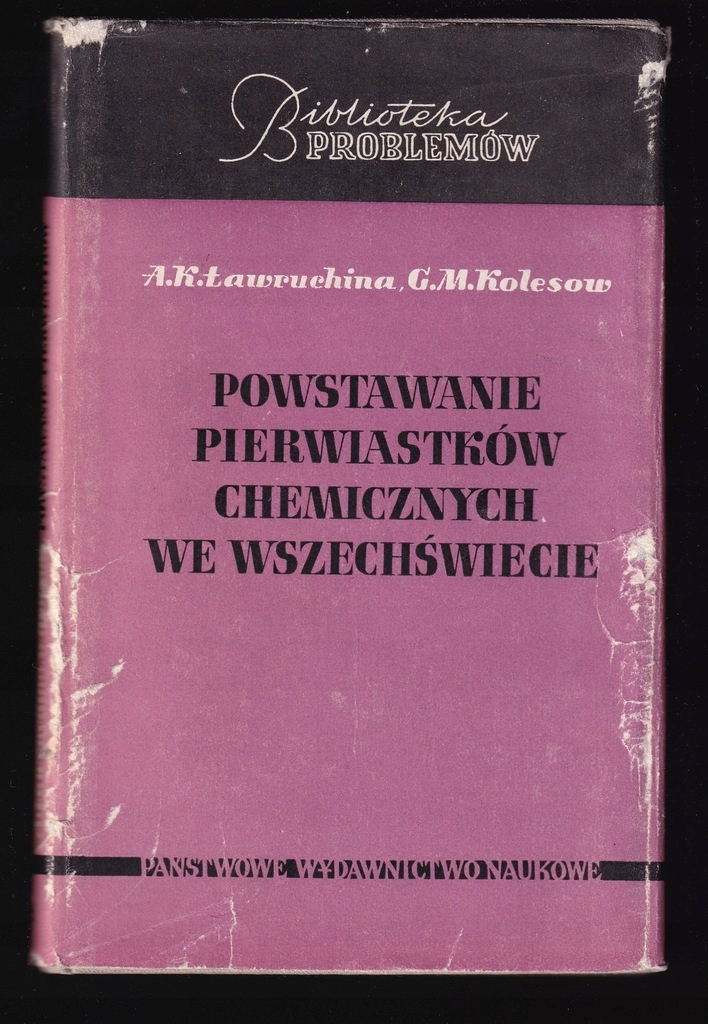 Biblioteka
PROBLEMÓW
A.K.Ławruchina, G.M.Kolesow
POWSTAWANIE
PIERWIASTKÓW
CHEMICZNYCH
WE WSZECHŚWIECIE
PAŃSTWOWE WYDAWNICTWO NAUKOWE